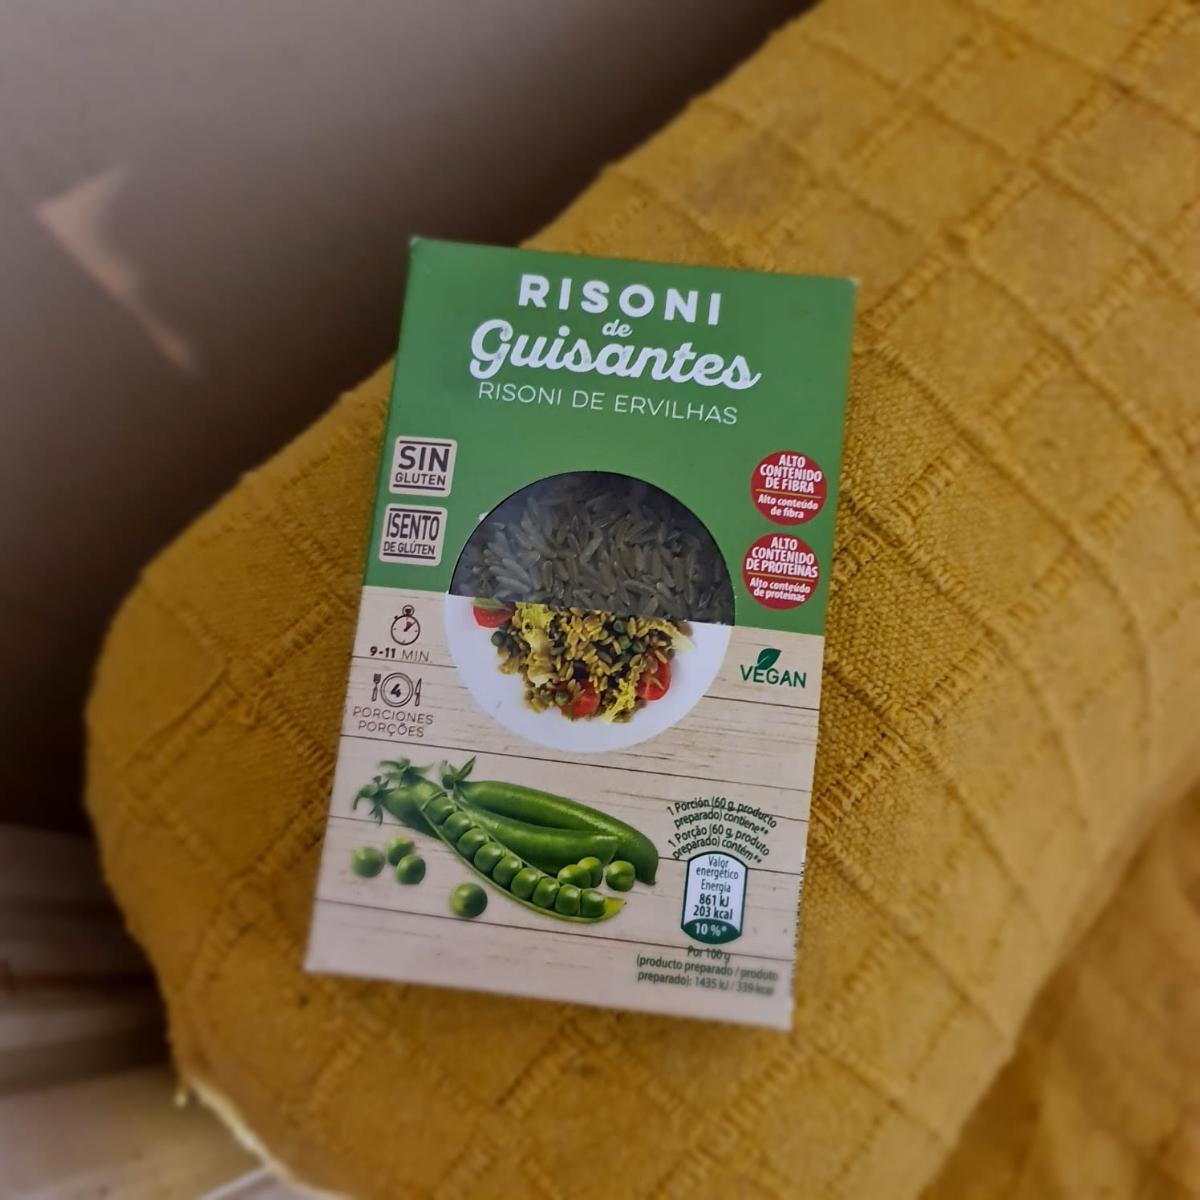 RISONI
de
Guisantes
RISONI DE ERVILHAS
SIN
GLUTEN
ISENTO
DE GLÚTEN
ALTO
CONTENIDO
DE FIBRA
Alto conteúdo
de fibra
ALTO
CONTENIDO
DE PROTEÍNAS
Alto conteúdo
de proteínas
9-11 MIN.
4
PORCIONES
PORÇÕES
VEGAN
1 Porción (60 g, producto
preparado) contiene**
1 Porção (60 g, produto
preparado) contém**
Valor
energético
Energia
861 kJ
203 kcal
10 %*
Por 100 g
(producto preparado / produto
preparado): 1435 kJ / 339 kcal